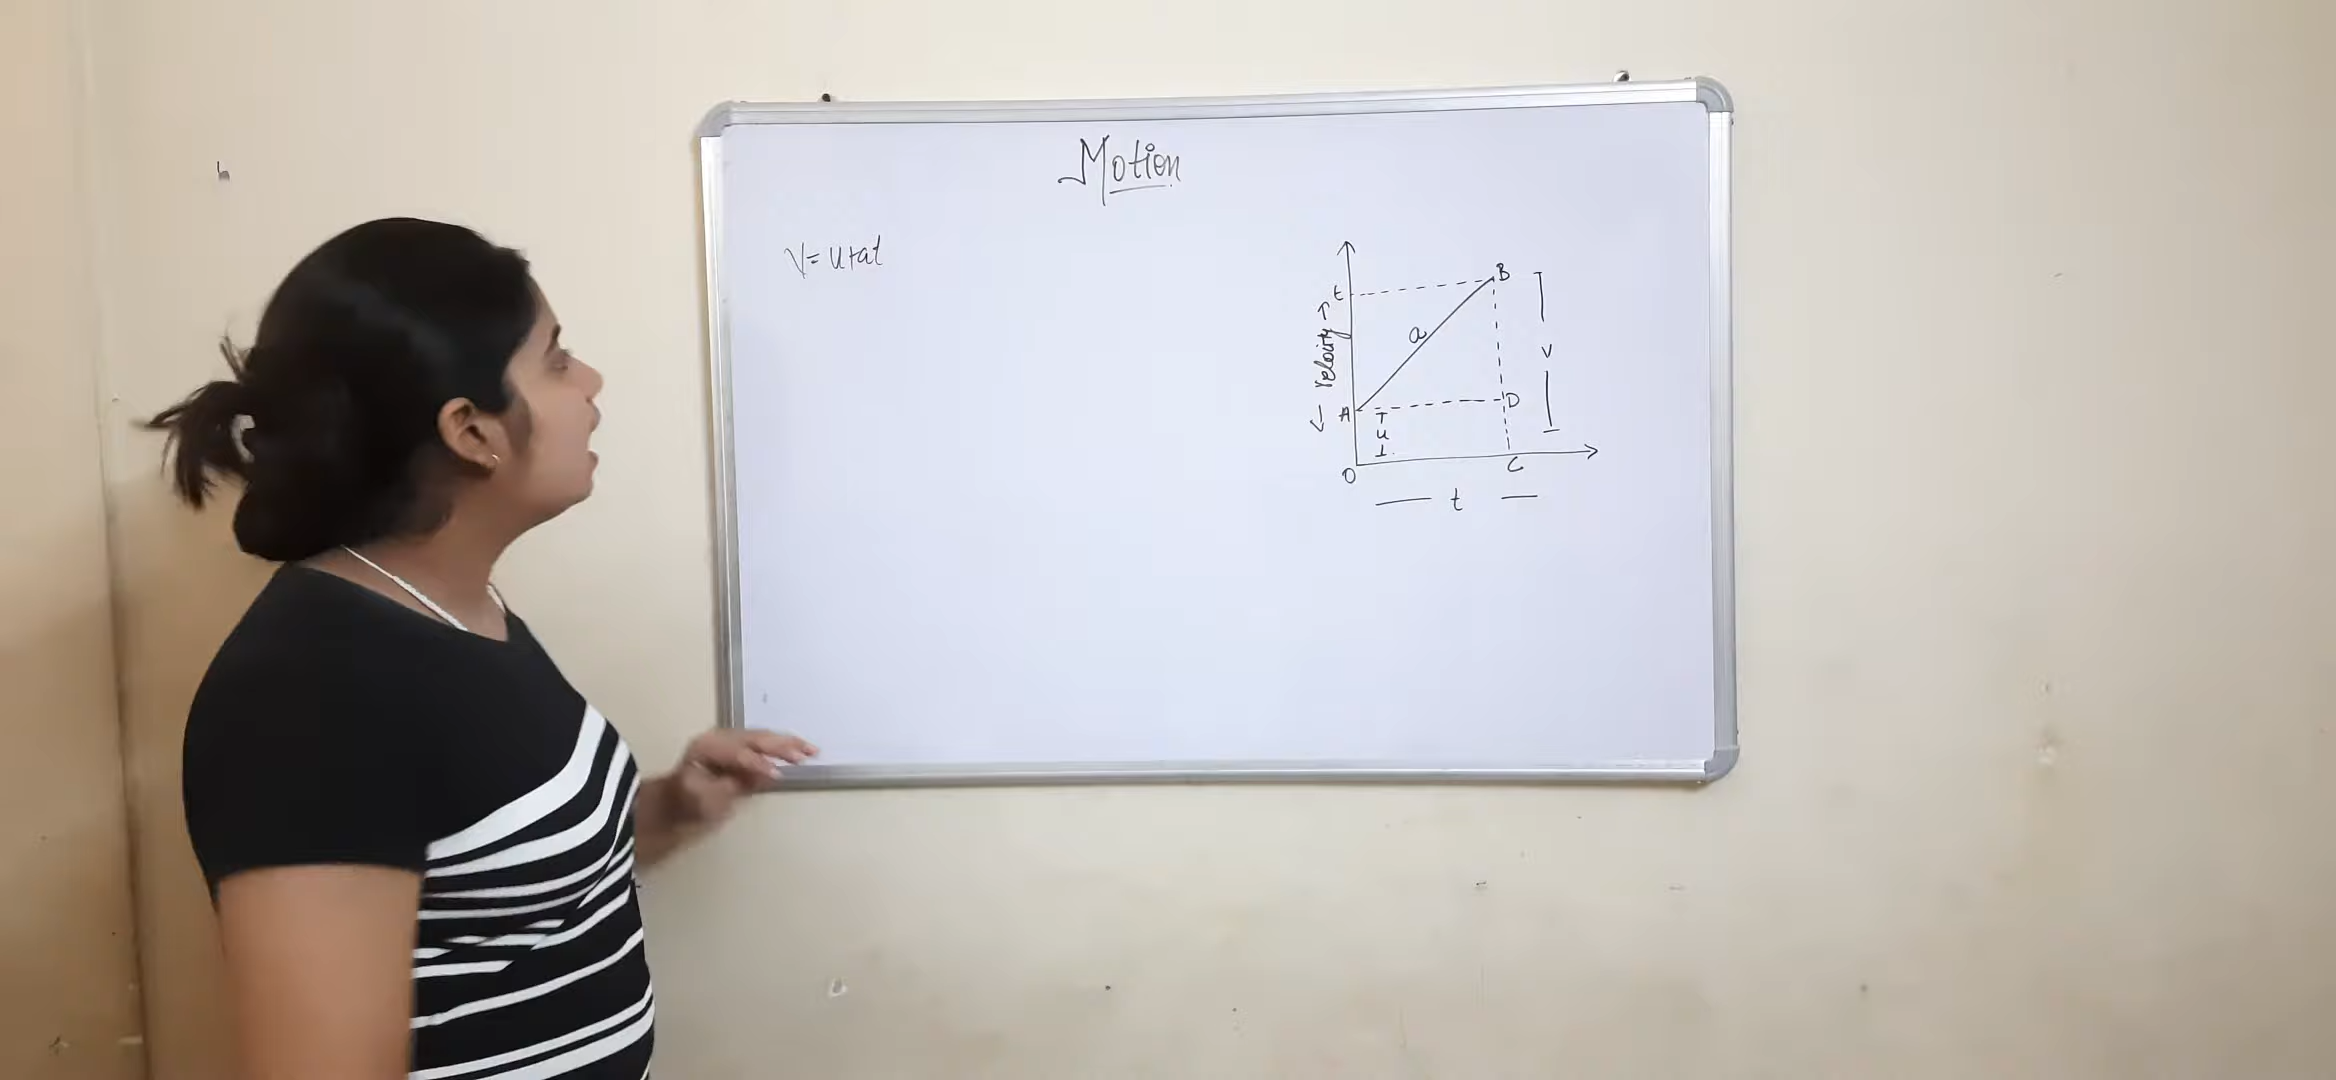 Motion
V = u+at
B
t
a
← Velocity →
V
A
D
u
O
C
t